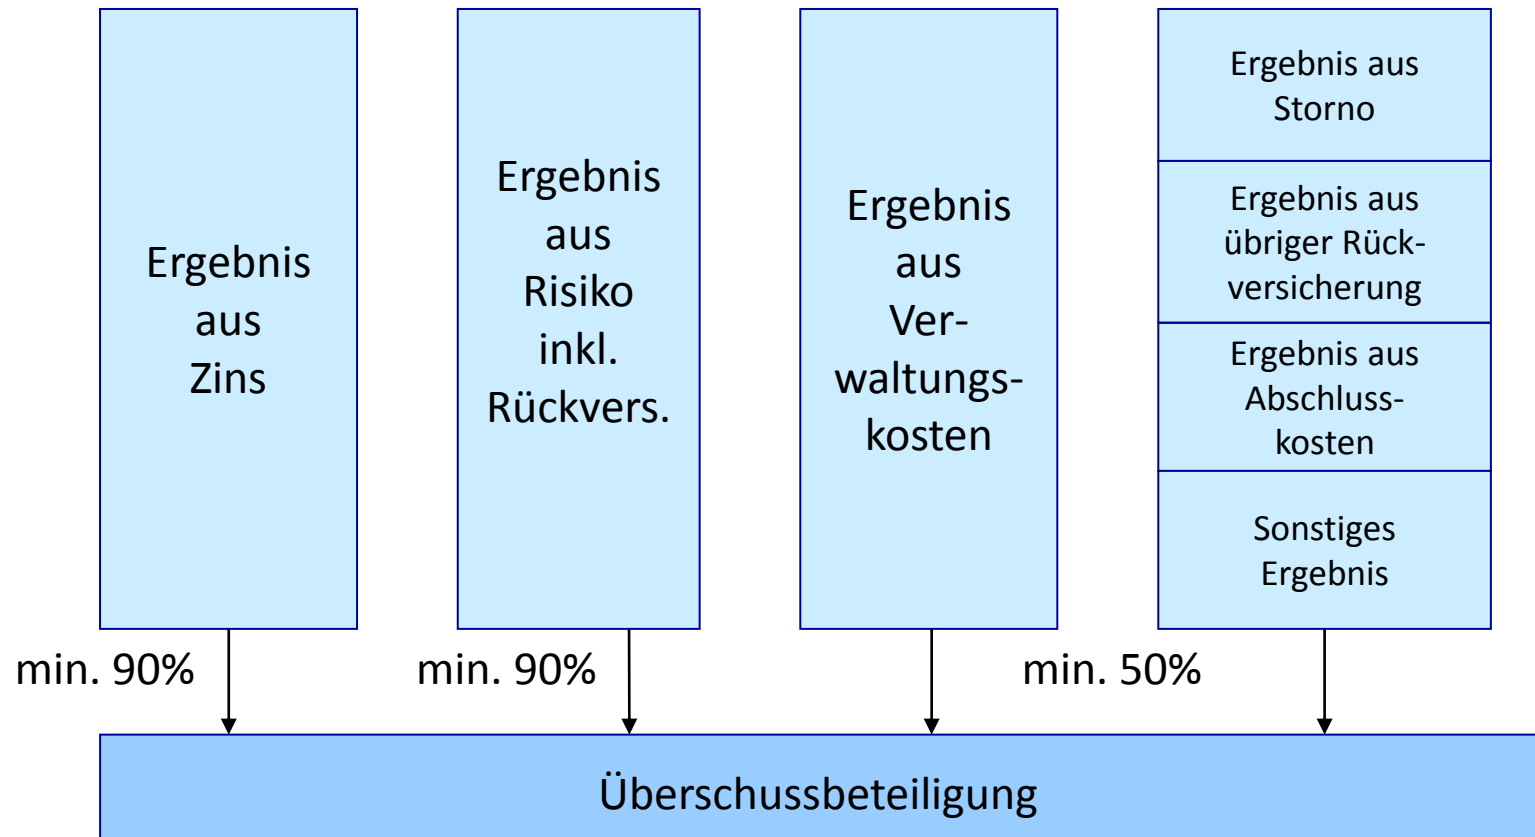 Ergebnis
aus
Zins
Ergebnis
aus
Risiko
inkl.
Rückvers.
Ergebnis
aus
Ver-
waltungs-
kosten
Ergebnis aus
Storno
Ergebnis aus
übriger Rück-
versicherung
Ergebnis aus
Abschluss-
kosten
Sonstiges
Ergebnis
min. 90%
min. 90%
min. 50%
Überschussbeteiligung